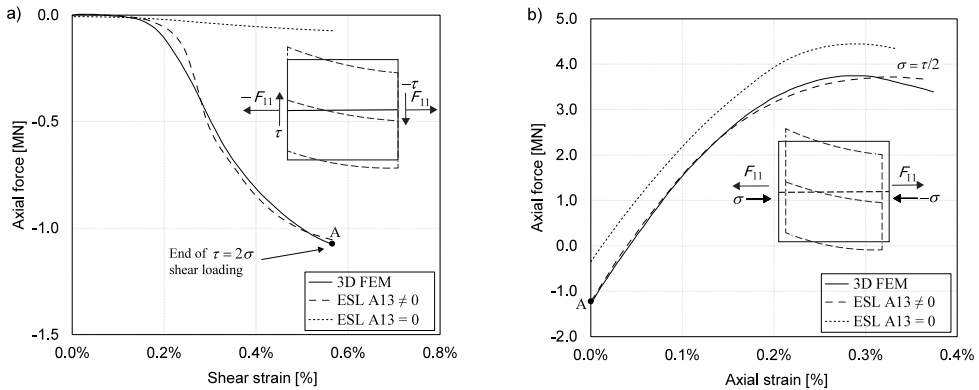 a)
0.0
-0.5
-1.0
-1.5
Axial force [MN]
0.0%
0.2%
0.4%
0.6%
0.8%
Shear strain [%]
− F₁₁
τ
−τ
F₁₁
A
End of τ = 2σ
shear loading
3D FEM
ESL A13 ≠ 0
ESL A13 = 0
b)
5.0
4.0
3.0
2.0
1.0
0.0
-1.0
-2.0
Axial force [MN]
0.0%
0.1%
0.2%
0.3%
0.4%
Axial strain [%]
σ = τ/2
F₁₁
F₁₁
σ
−σ
A
3D FEM
ESL A13 ≠ 0
ESL A13 = 0